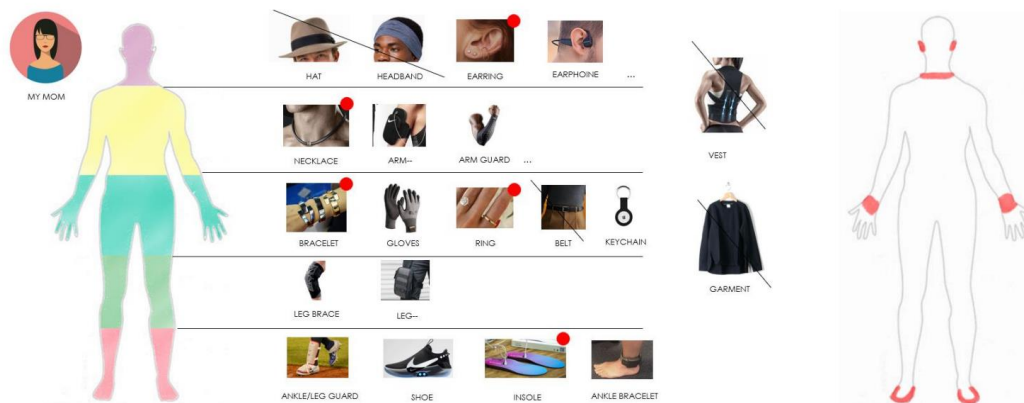 HAT HEADBAND EARRING EARPHOINE ...
MY MOM
NECKLACE ARM-- ARM GUARD ...
VEST
BRACELET GLOVES RING BELT KEYCHAIN
GARMENT
LEG BRACE LEG--
ANKLE/LEG GUARD SHOE INSOLE ANKLE BRACELET